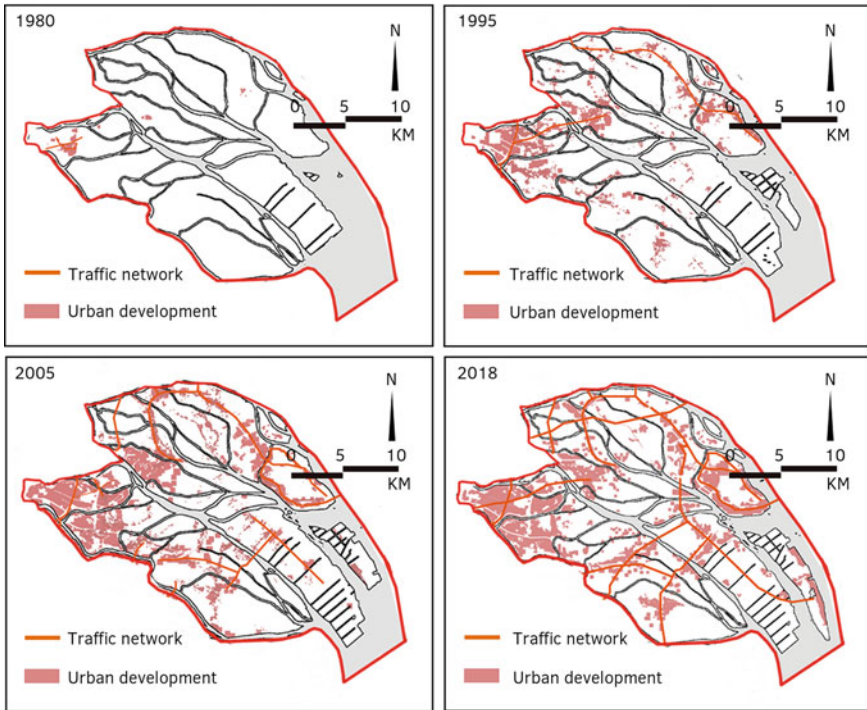 1980
N
0 5 10
KM
Traffic network
Urban development
1995
N
0 5 10
KM
Traffic network
Urban development
2005
N
0 5 10
KM
Traffic network
Urban development
2018
N
0 5 10
KM
Traffic network
Urban development